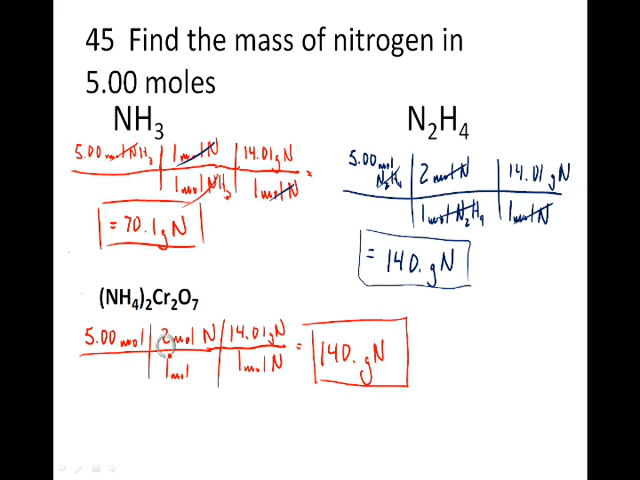 45 Find the mass of nitrogen in
5.00 moles
NH3
5.00 mol NH3 | 1 mol N | 14.01 g N =
1 mol NH3 | 1 mol N
= 70.1 g N
N2H4
5.00 mol N2H4 | 2 mol N | 14.01 g N
1 mol N2H4 | 1 mol N
= 140. g N
(NH4)2Cr2O7
5.00 mol | 2 mol N | 14.01 g N = 140. g N
1 mol | 1 mol N